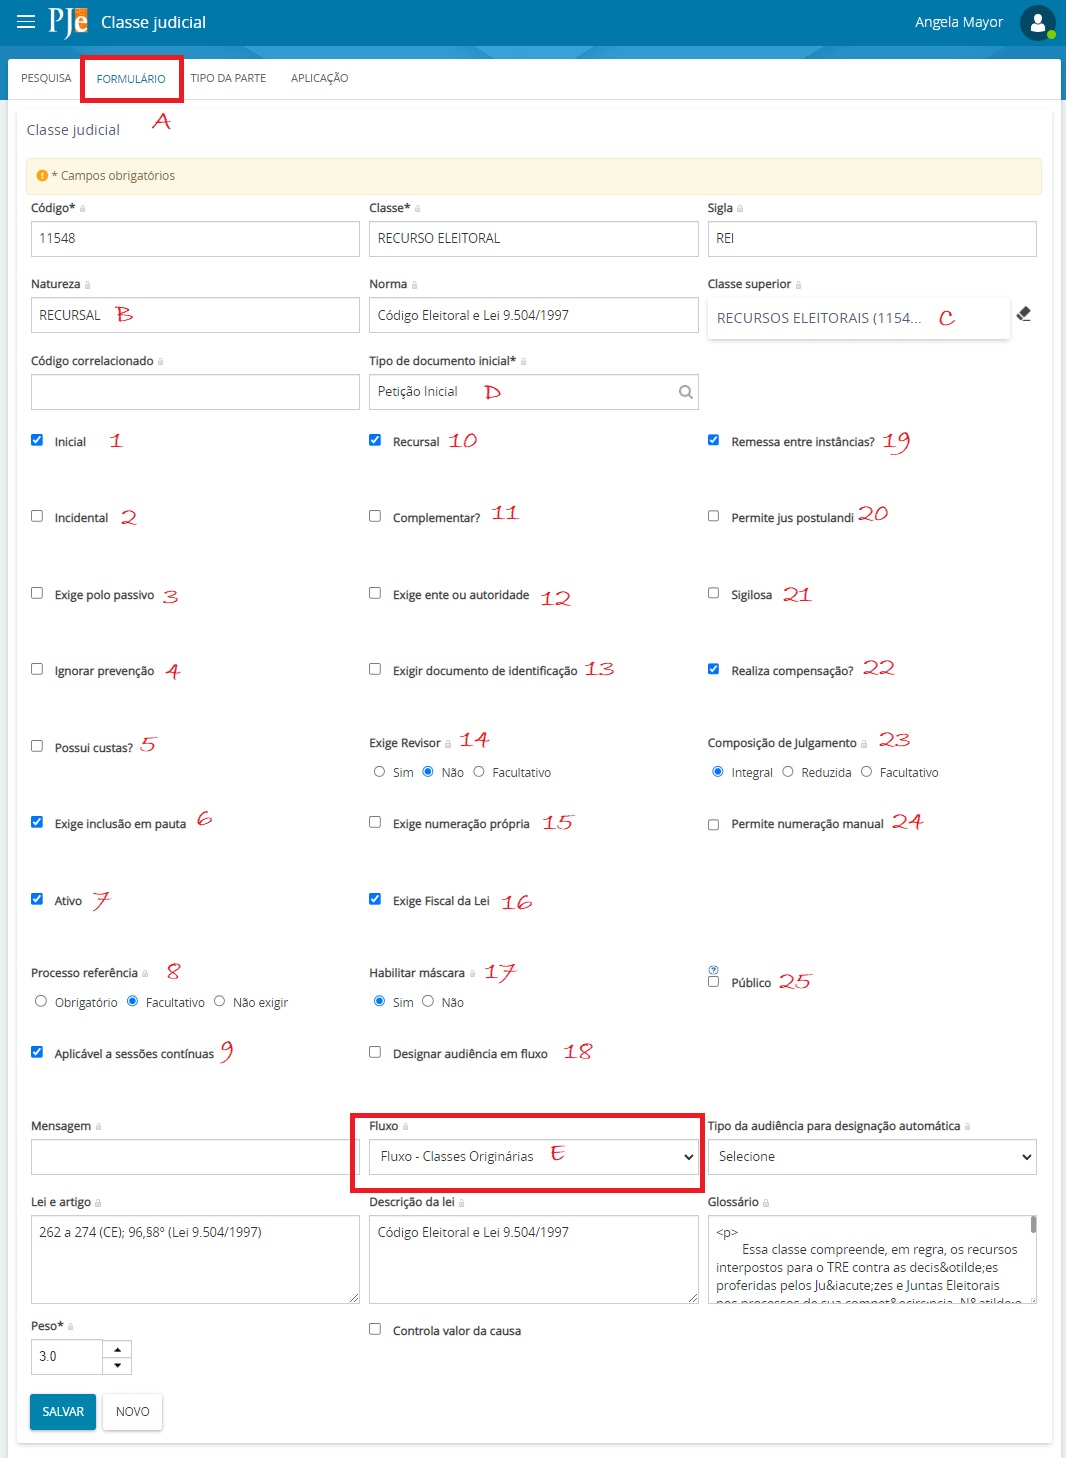 PJe Classe judicial Angela Mayor
PESQUISA FORMULÁRIO TIPO DA PARTE APLICAÇÃO
Classe judicial A
* Campos obrigatórios
Código* Classe* Sigla
11548 RECURSO ELEITORAL REI
Natureza Norma Classe superior
RECURSAL B Código Eleitoral e Lei 9.504/1997 RECURSOS ELEITORAIS (1154... C
Código correlacionado Tipo de documento inicial*
Petição Inicial D
Inicial 1 Recursal 10 Remessa entre instâncias? 19
Incidental 2 Complementar? 11 Permite jus postulandi 20
Exige polo passivo 3 Exige ente ou autoridade 12 Sigilosa 21
Ignorar prevenção 4 Exigir documento de identificação 13 Realiza compensação? 22
Possui custas? 5 Exige Revisor 14 Composição de Julgamento 23
Sim Não Facultativo Integral Reduzida Facultativo
Exige inclusão em pauta 6 Exige numeração própria 15 Permite numeração manual 24
Ativo 7 Exige Fiscal da Lei 16
Processo referência 8 Habilitar máscara 17 Público 25
Obrigatório Facultativo Não exigir Sim Não
Aplicável a sessões contínuas 9 Designar audiência em fluxo 18
Mensagem Fluxo Tipo da audiência para designação automática
Fluxo - Classes Originárias E Selecione
Lei e artigo Descrição da lei Glossário
262 a 274 (CE); 96,§8º (Lei 9.504/1997) Código Eleitoral e Lei 9.504/1997 <p>
Essa classe compreende, em regra, os recursos
interpostos para o TRE contra as decis&otilde;es
proferidas pelos Ju&iacute;zes e Juntas Eleitorais
nos processos de sua compet&ecirc;ncia. N&atilde;o
Peso* Controla valor da causa
3.0
SALVAR NOVO